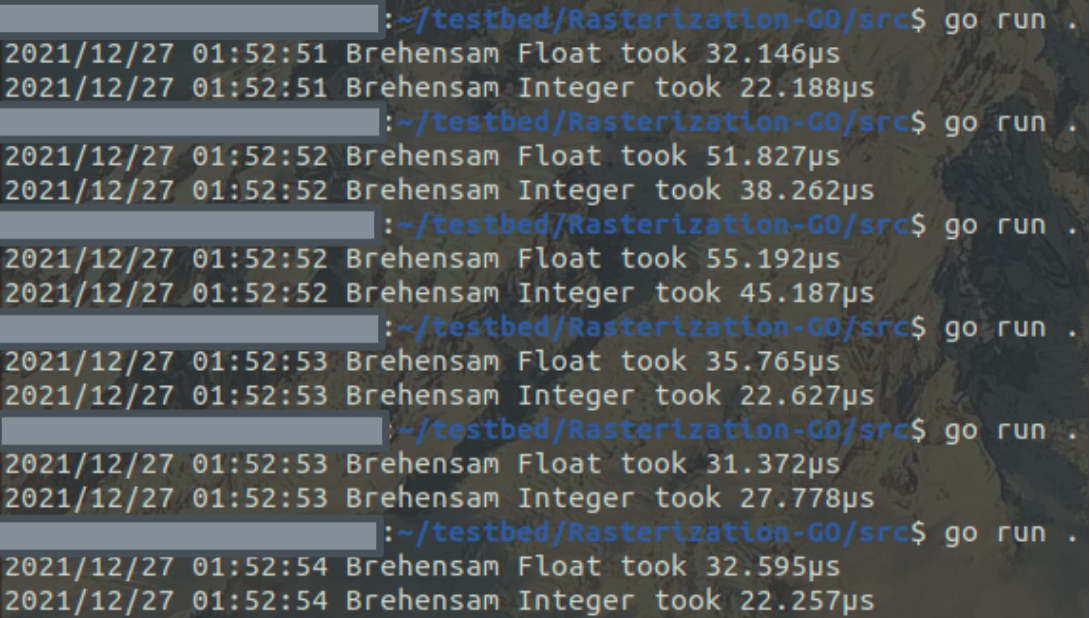 :~/testbed/Rasterization-GO/src$ go run .
2021/12/27 01:52:51 Brehensam Float took 32.146µs
2021/12/27 01:52:51 Brehensam Integer took 22.188µs
:~/testbed/Rasterization-GO/src$ go run .
2021/12/27 01:52:52 Brehensam Float took 51.827µs
2021/12/27 01:52:52 Brehensam Integer took 38.262µs
:~/testbed/Rasterization-GO/src$ go run .
2021/12/27 01:52:52 Brehensam Float took 55.192µs
2021/12/27 01:52:52 Brehensam Integer took 45.187µs
:~/testbed/Rasterization-GO/src$ go run .
2021/12/27 01:52:53 Brehensam Float took 35.765µs
2021/12/27 01:52:53 Brehensam Integer took 22.627µs
:~/testbed/Rasterization-GO/src$ go run .
2021/12/27 01:52:53 Brehensam Float took 31.372µs
2021/12/27 01:52:53 Brehensam Integer took 27.778µs
:~/testbed/Rasterization-GO/src$ go run .
2021/12/27 01:52:54 Brehensam Float took 32.595µs
2021/12/27 01:52:54 Brehensam Integer took 22.257µs